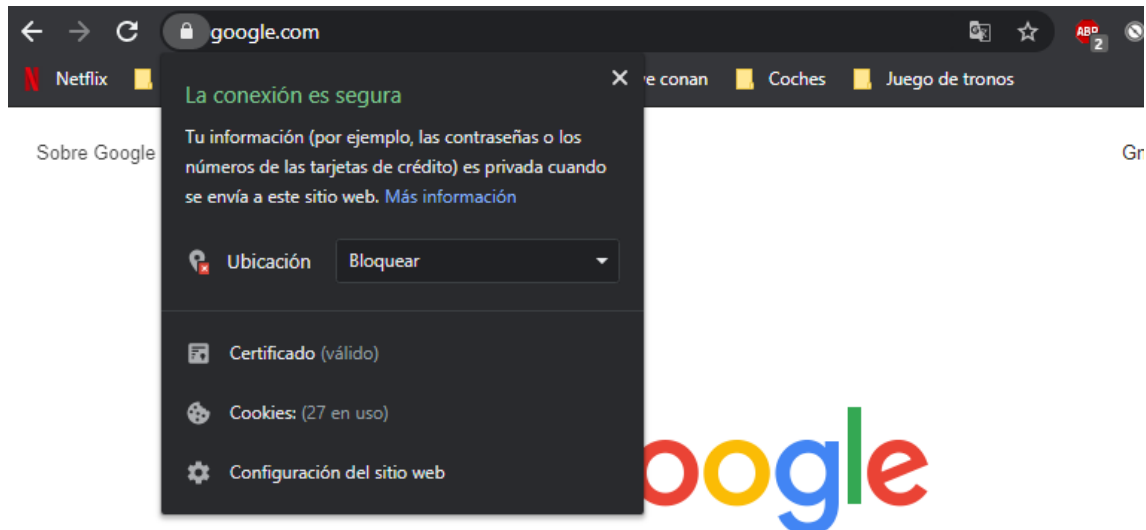 google.com
ABP
2
Netflix
e conan
Coches
Juego de tronos
La conexión es segura
Tu información (por ejemplo, las contraseñas o los
números de las tarjetas de crédito) es privada cuando
se envía a este sitio web. Más información
Sobre Google
Ubicación
Bloquear
Certificado (válido)
Cookies: (27 en uso)
Configuración del sitio web
oogle